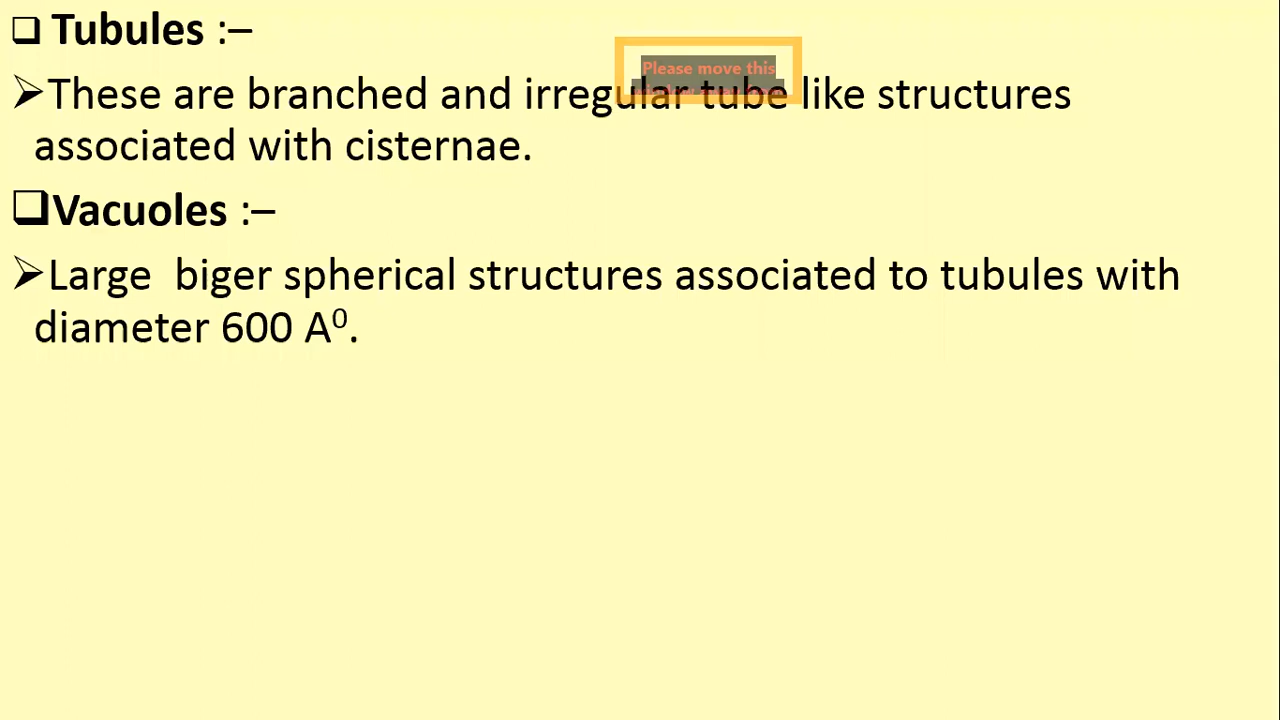 ❑ Tubules :–
Please move this
➢These are branched and irregular tube like structures
associated with cisternae.
❑Vacuoles :–
➢Large  biger spherical structures associated to tubules with
diameter 600 A⁰.